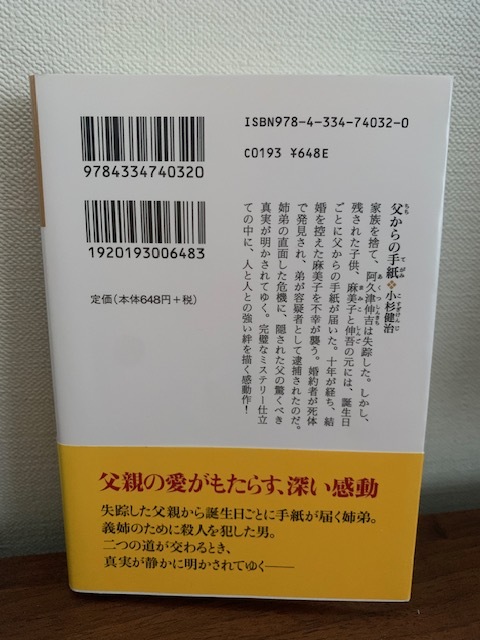 ISBN978-4-334-74032-0
C0193 ¥648E
9784334740320
1920193006483
定価(本体648円+税)
父からの手紙❖小杉健治
家族を捨て、阿久津伸吉は失踪した。しかし、
残された子供、麻美子と伸吾の元には、誕生日
ごとに父からの手紙が届いた。十年が経ち、結
婚を控えた麻美子を不幸が襲う。婚約者が死体
で発見され、弟が容疑者として逮捕されたのだ。
姉弟の直面した危機に、隠された父の驚くべき
真実が明かされてゆく。完璧なミステリー仕立
ての中に、人と人との強い絆を描く感動作!
父親の愛がもたらす、深い感動
失踪した父親から誕生日ごとに手紙が届く姉弟。
義姉のために殺人を犯した男。
二つの道が交わるとき、
真実が静かに明かされてゆく――